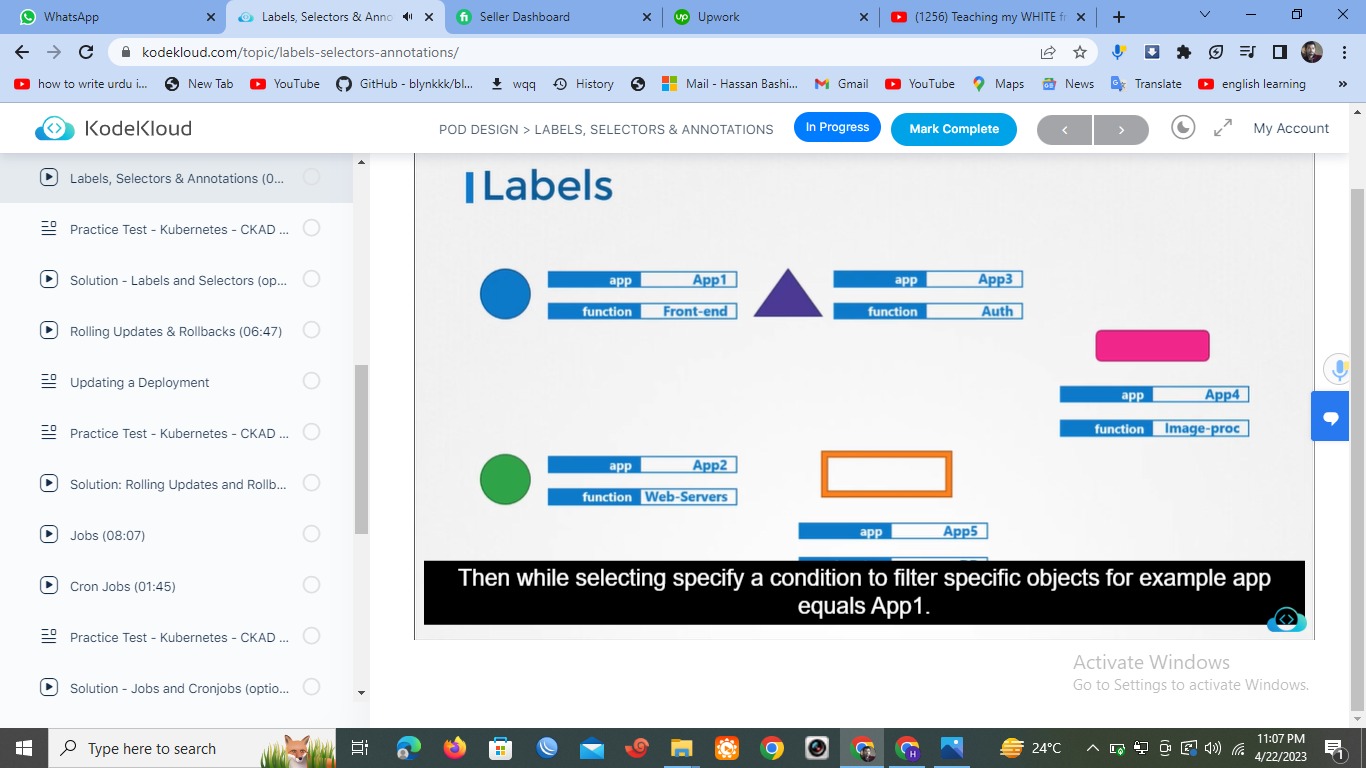 WhatsApp
Labels, Selectors & Anno
Seller Dashboard
Upwork
(1256) Teaching my WHITE fr
kodekloud.com/topic/labels-selectors-annotations/
how to write urdu i...
New Tab
YouTube
GitHub - blynkkk/bl...
wqq
History
Mail - Hassan Bashi...
Gmail
YouTube
Maps
News
Translate
english learning
KodeKloud
POD DESIGN > LABELS, SELECTORS & ANNOTATIONS
In Progress
Mark Complete
My Account
Labels, Selectors & Annotations (0...
Practice Test - Kubernetes - CKAD ...
Solution - Labels and Selectors (op...
Rolling Updates & Rollbacks (06:47)
Updating a Deployment
Practice Test - Kubernetes - CKAD ...
Solution: Rolling Updates and Rollb...
Jobs (08:07)
Cron Jobs (01:45)
Practice Test - Kubernetes - CKAD ...
Solution - Jobs and Cronjobs (optio...
Labels
app App1
function Front-end
app App3
function Auth
app App4
function Image-proc
app App2
function Web-Servers
app App5
Then while selecting specify a condition to filter specific objects for example app
equals App1.
Activate Windows
Go to Settings to activate Windows.
Type here to search
24°C
11:07 PM
4/22/2023
1